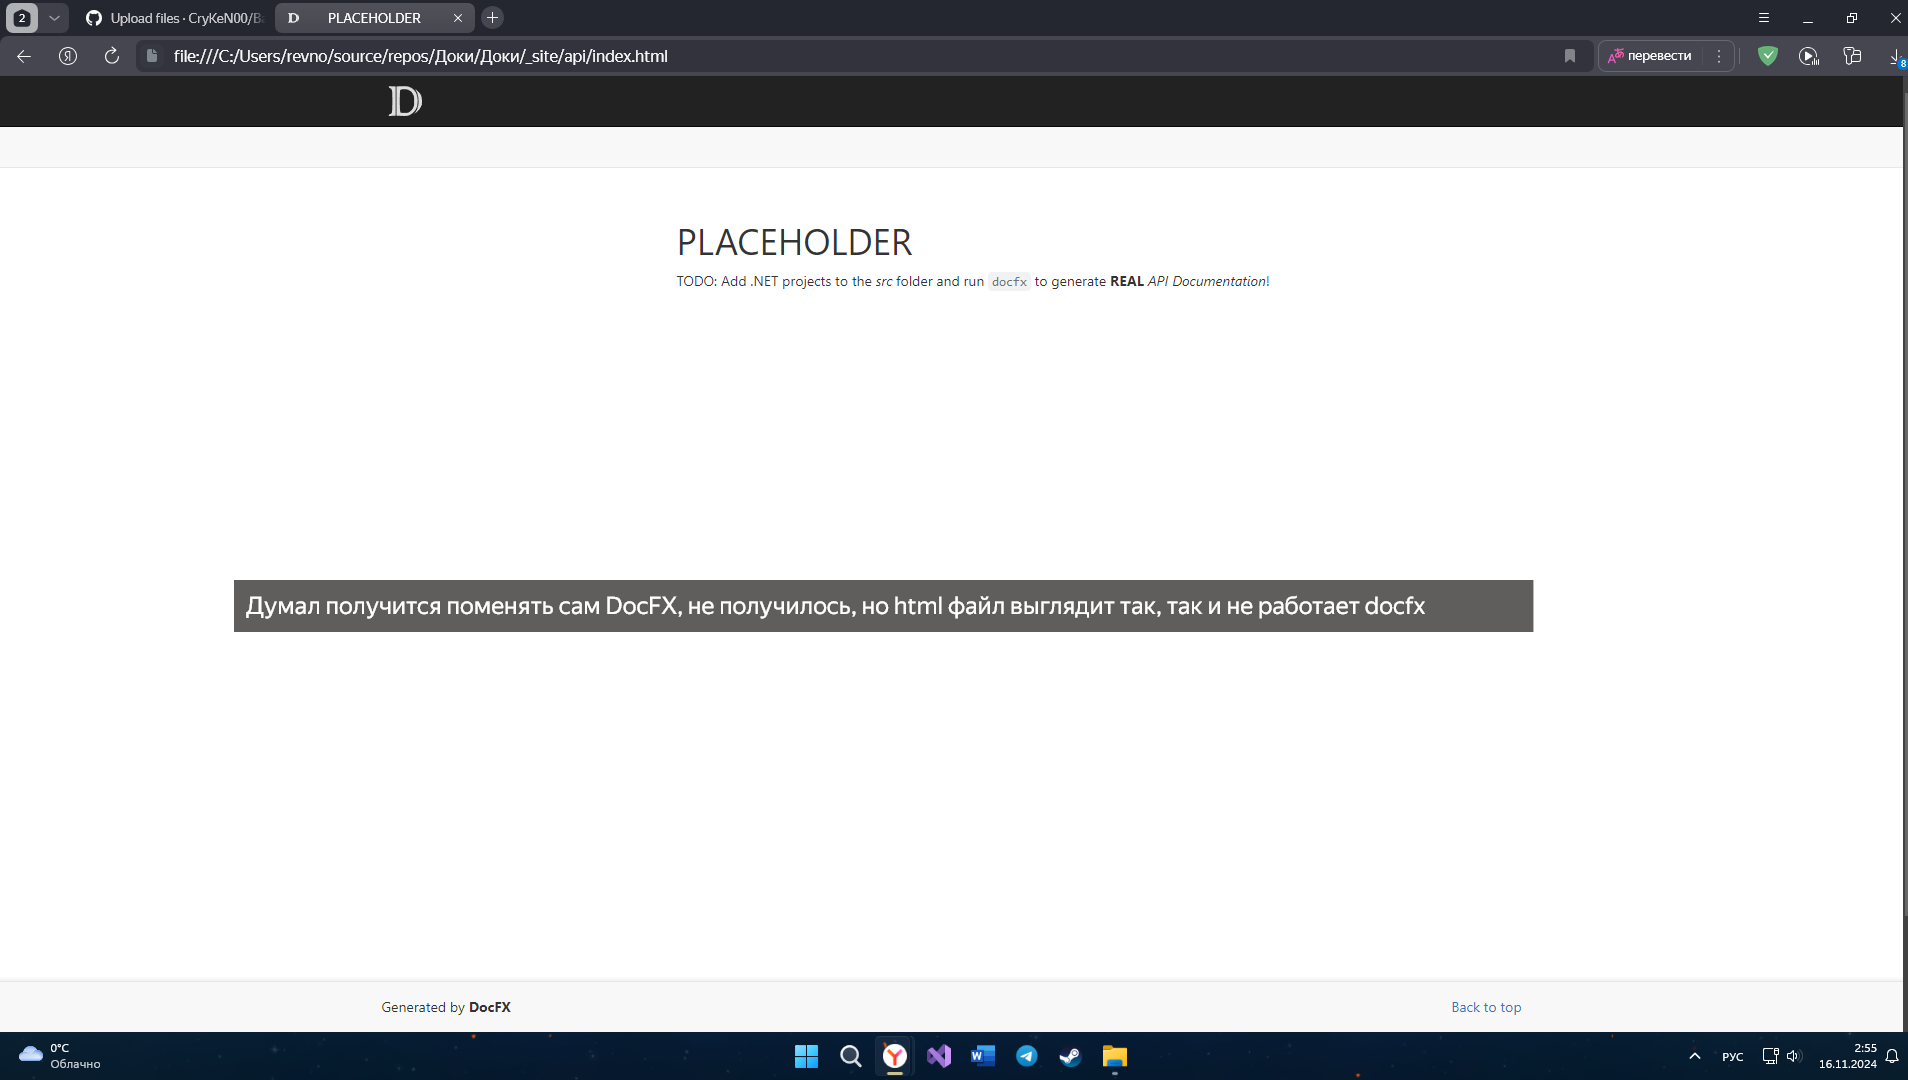 2
Upload files · CryKeN00/Ba
PLACEHOLDER
file:///C:/Users/revno/source/repos/Доки/Доки/_site/api/index.html
перевести
8
PLACEHOLDER
TODO: Add .NET projects to the src folder and run docfx to generate REAL API Documentation!
Думал получится поменять сам DocFX, не получилось, но html файл выглядит так, так и не работает docfx
Generated by DocFX
Back to top
0°C
Облачно
РУС
2:55
16.11.2024